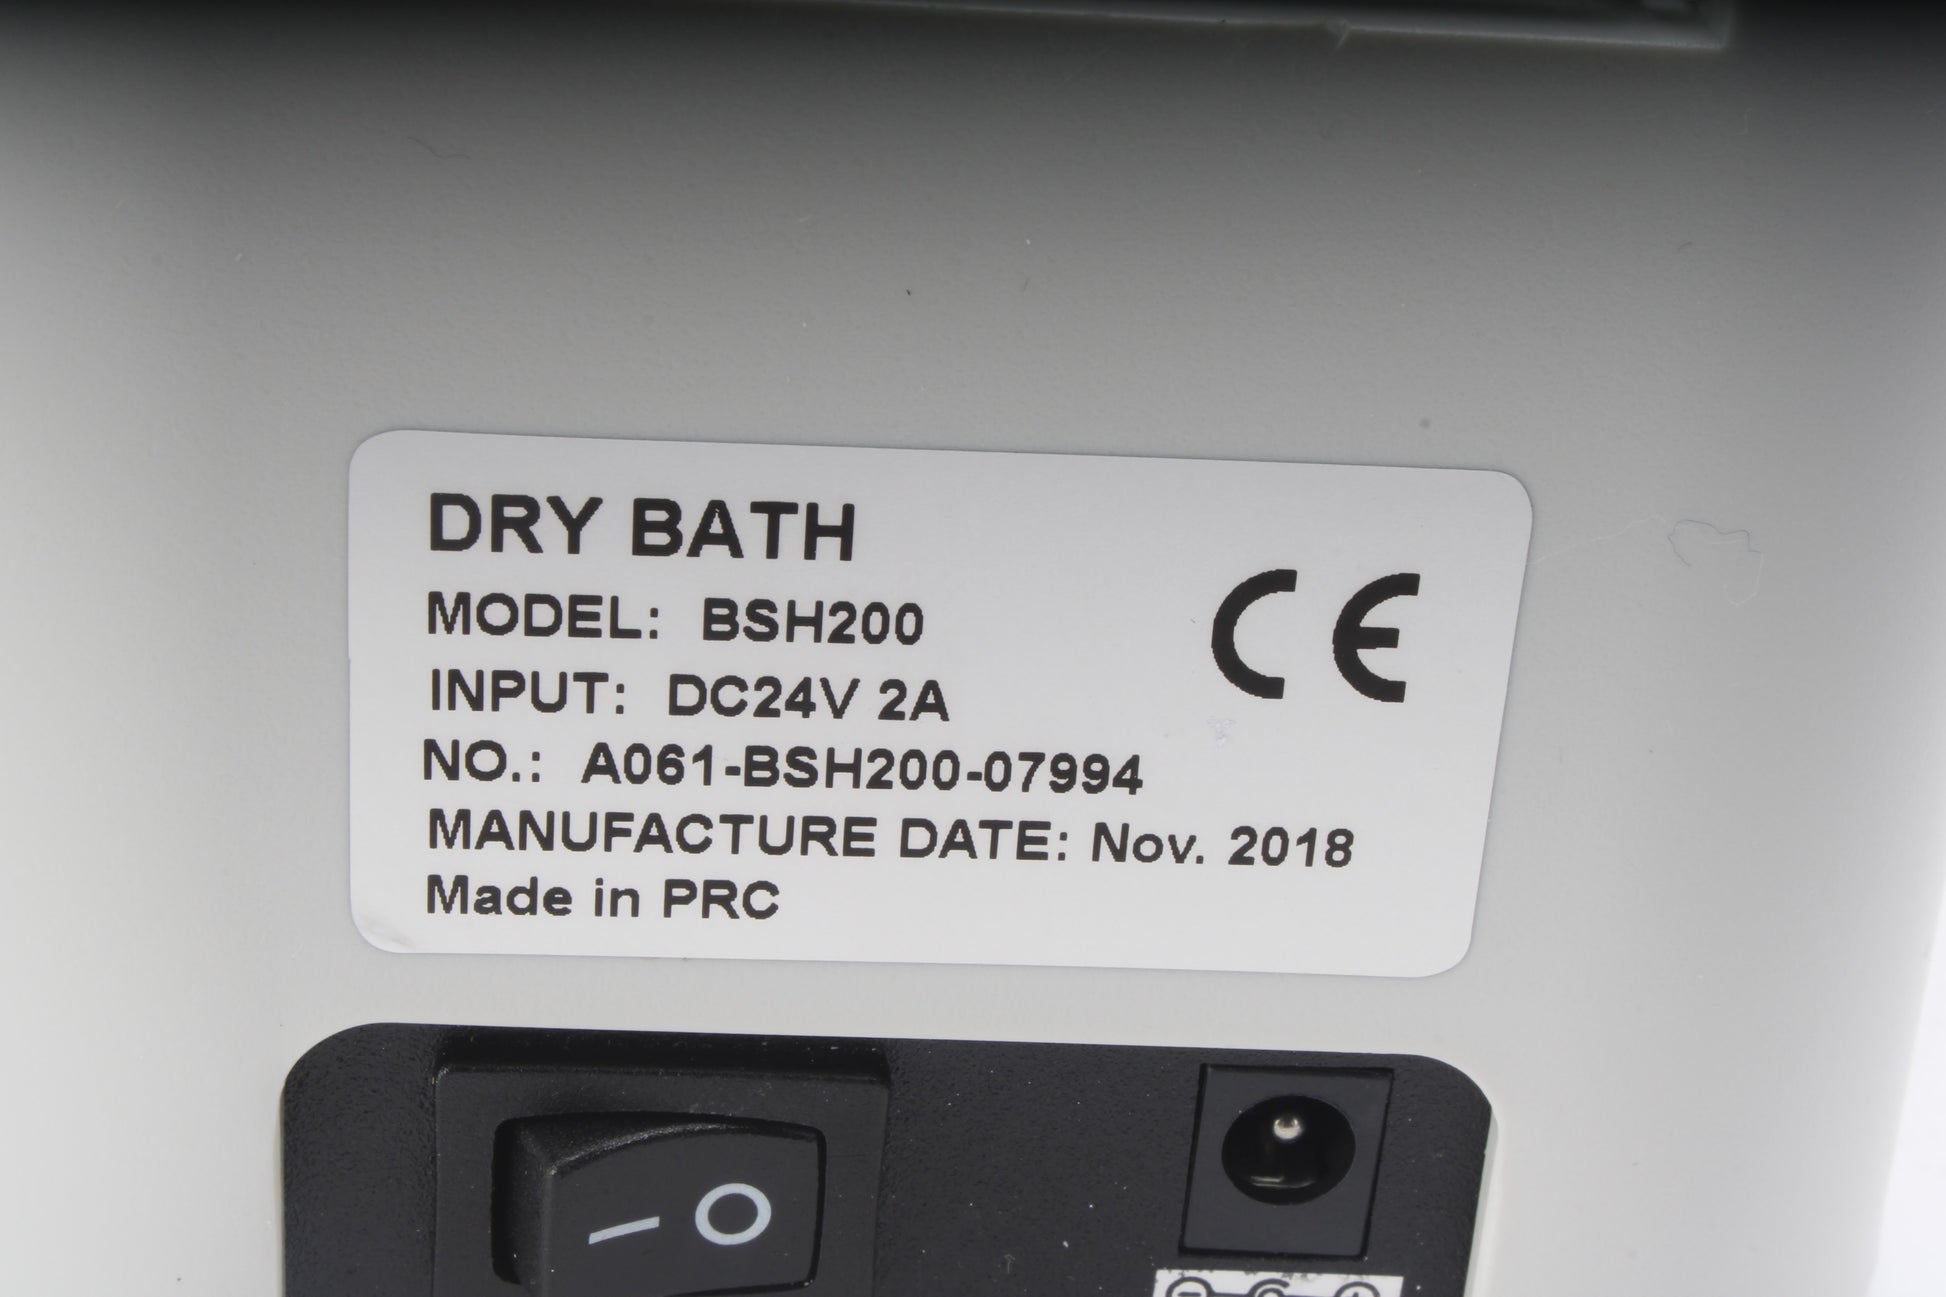 DRY BATH
MODEL: BSH200
INPUT: DC24V 2A
NO.: A061-BSH200-07994
MANUFACTURE DATE: Nov. 2018
Made in PRC
CE